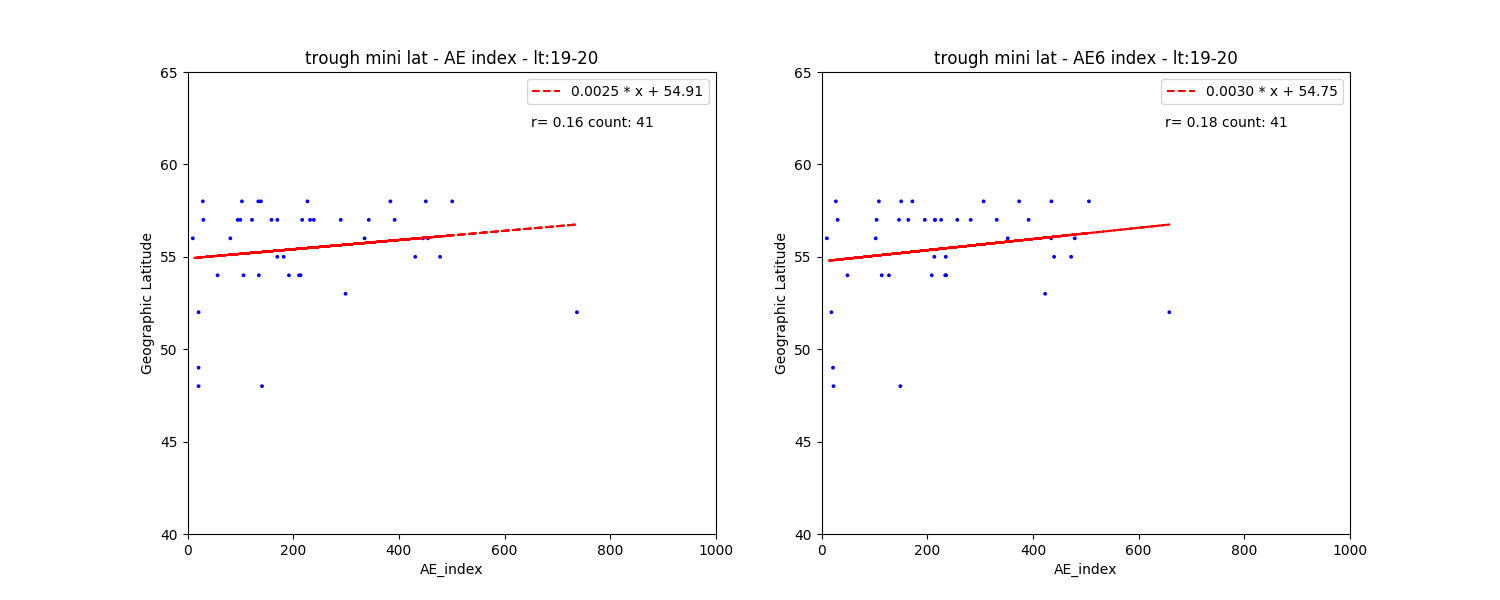 trough mini lat - AE index - lt:19-20
65
60
55
50
45
40
0
200
400
600
800
1000
Geographic Latitude
AE_index
0.0025 * x + 54.91
r= 0.16 count: 41
trough mini lat - AE6 index - lt:19-20
65
60
55
50
45
40
0
200
400
600
800
1000
Geographic Latitude
AE_index
0.0030 * x + 54.75
r= 0.18 count: 41